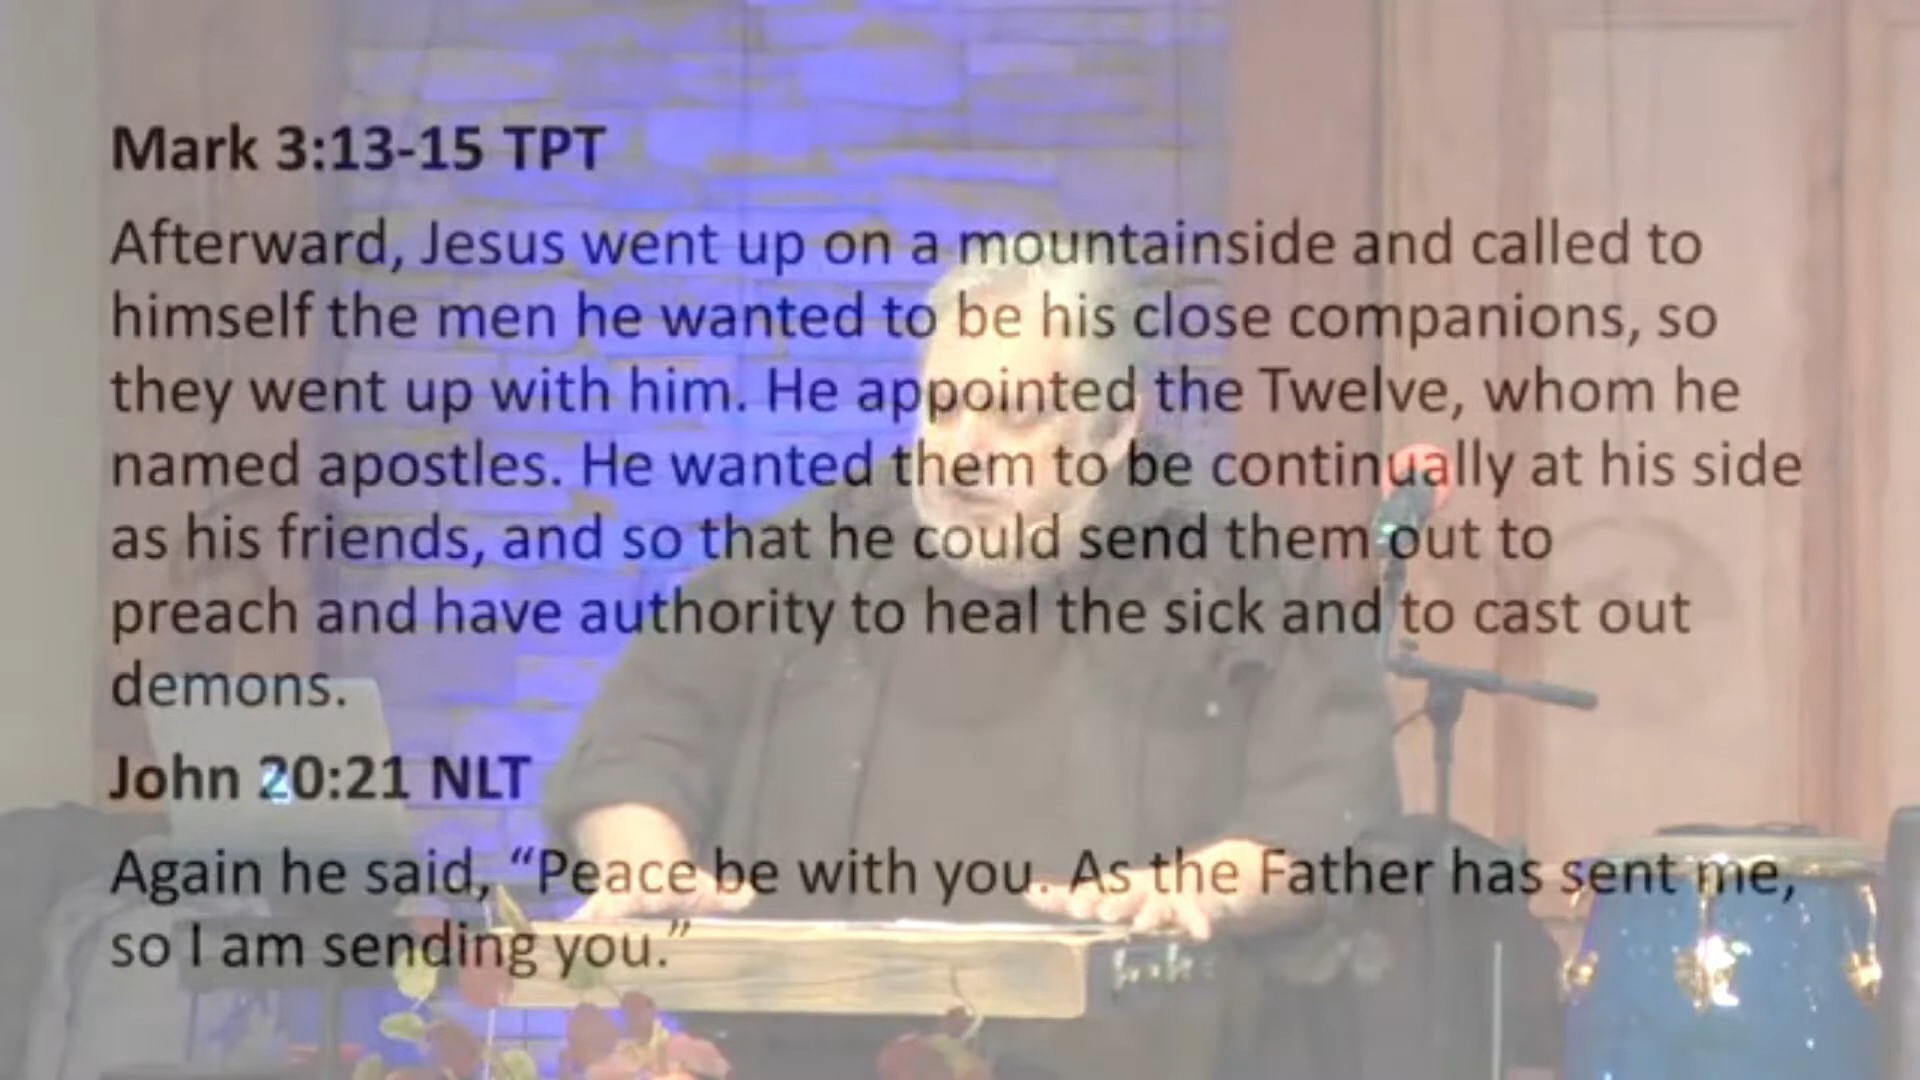 Mark 3:13-15 TPT
Afterward, Jesus went up on a mountainside and called to
himself the men he wanted to be his close companions, so
they went up with him. He appointed the Twelve, whom he
named apostles. He wanted them to be continually at his side
as his friends, and so that he could send them out to
preach and have authority to heal the sick and to cast out
demons.
John 20:21 NLT
Again he said, “Peace be with you. As the Father has sent me,
so I am sending you.”